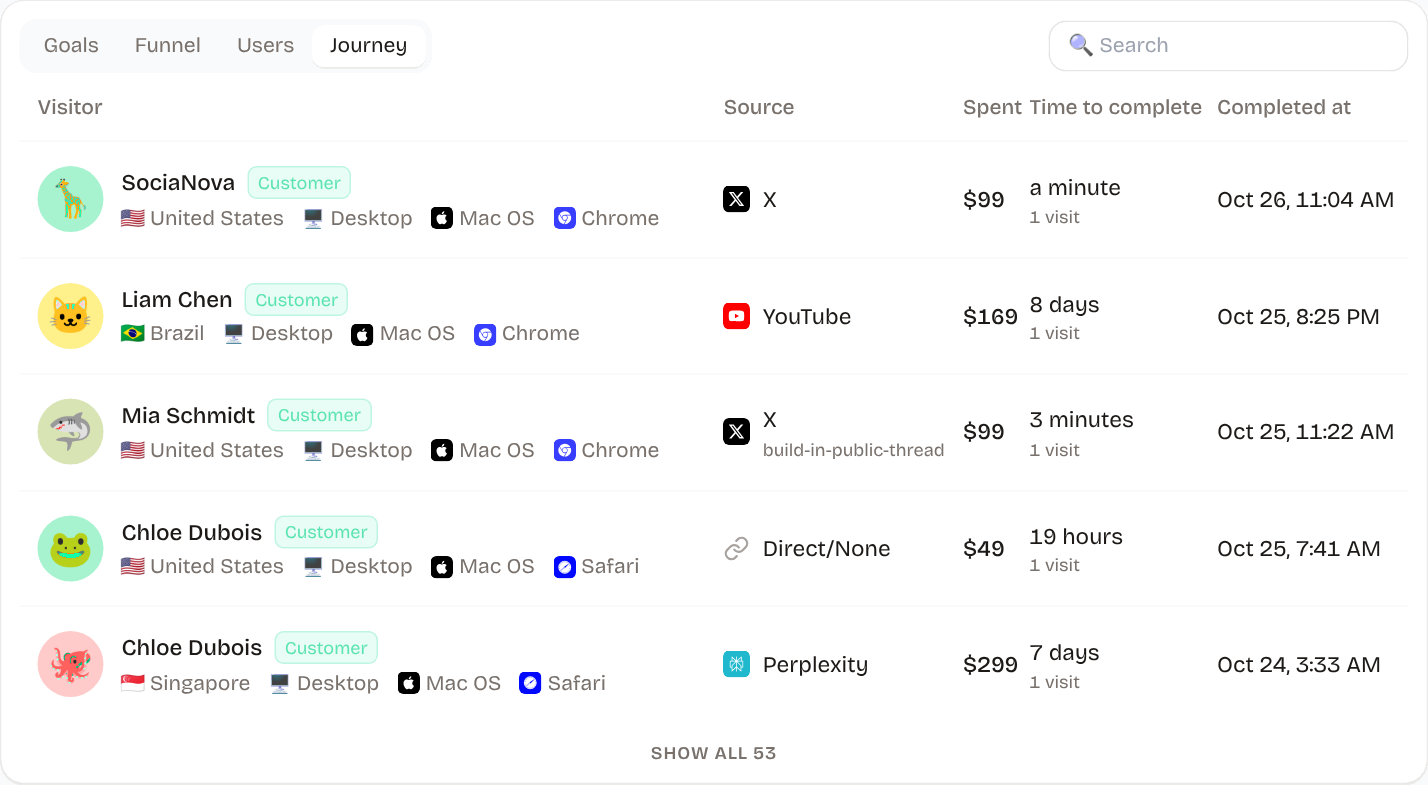 Goals Funnel Users Journey
Search
Visitor Source Spent Time to complete Completed at
SociaNova Customer
United States Desktop Mac OS Chrome
X
$99
a minute
1 visit
Oct 26, 11:04 AM
Liam Chen Customer
Brazil Desktop Mac OS Chrome
YouTube
$169
8 days
1 visit
Oct 25, 8:25 PM
Mia Schmidt Customer
United States Desktop Mac OS Chrome
X
build-in-public-thread
$99
3 minutes
1 visit
Oct 25, 11:22 AM
Chloe Dubois Customer
United States Desktop Mac OS Safari
Direct/None
$49
19 hours
1 visit
Oct 25, 7:41 AM
Chloe Dubois Customer
Singapore Desktop Mac OS Safari
Perplexity
$299
7 days
1 visit
Oct 24, 3:33 AM
SHOW ALL 53